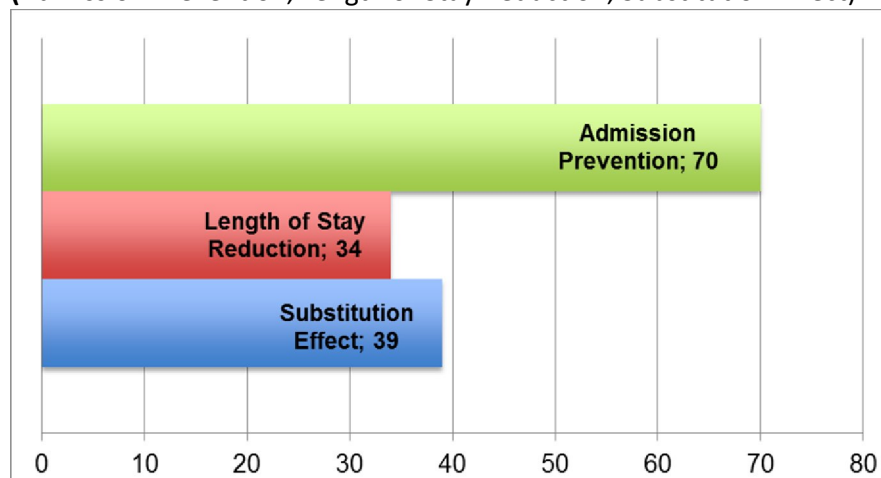 Admission
Prevention; 70
Length of Stay
Reduction; 34
Substitution
Effect; 39
0 10 20 30 40 50 60 70 80